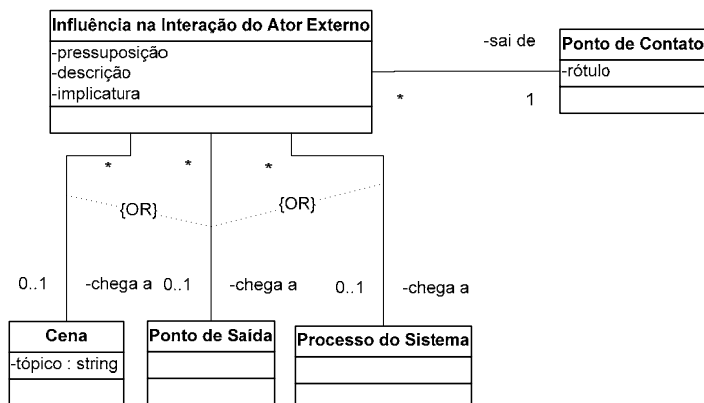 Influência na Interação do Ator Externo
-pressuposição
-descrição
-implicatura
-sai de
Ponto de Contato
-rótulo
* 1
* * *
{OR} {OR}
0..1 -chega a 0..1 -chega a 0..1 -chega a
Cena
-tópico : string
Ponto de Saída
Processo do Sistema